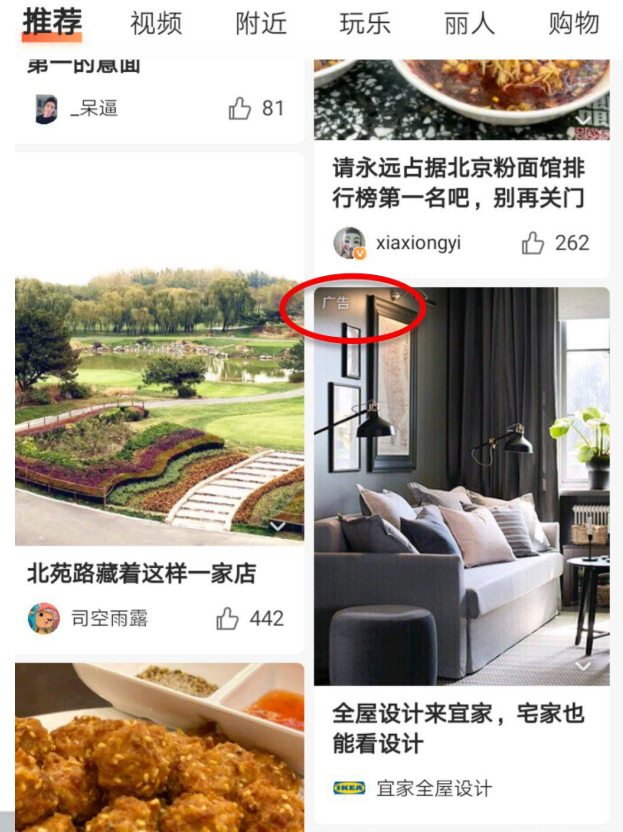 推荐
视频
附近
玩乐
丽人
购物
第一的意面
_呆逼
81
北苑路藏着这样一家店
司空雨露
442
请永远占据北京粉面馆排
行榜第一名吧，别再关门
xiaxiongyi
262
广告
全屋设计来宜家，宅家也
能看设计
IKEA
宜家全屋设计